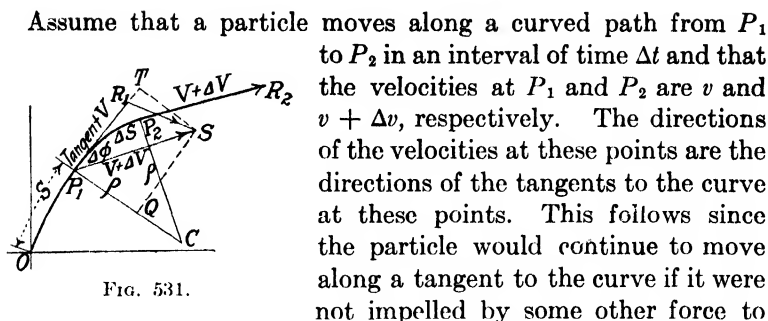 Assume that a particle moves along a curved path from P₁
to P₂ in an interval of time Δt and that
the velocities at P₁ and P₂ are v and
v + Δv, respectively. The directions
of the velocities at these points are the
directions of the tangents to the curve
at these points. This follows since
the particle would continue to move
along a tangent to the curve if it were
not impelled by some other force to
T
V+ΔV
R₁
R₂
Tangent+V
ΔS
P₂
S
Δϕ
V+ΔV
S
P₁
ρ
ρ
Q
C
O
FIG. 531.